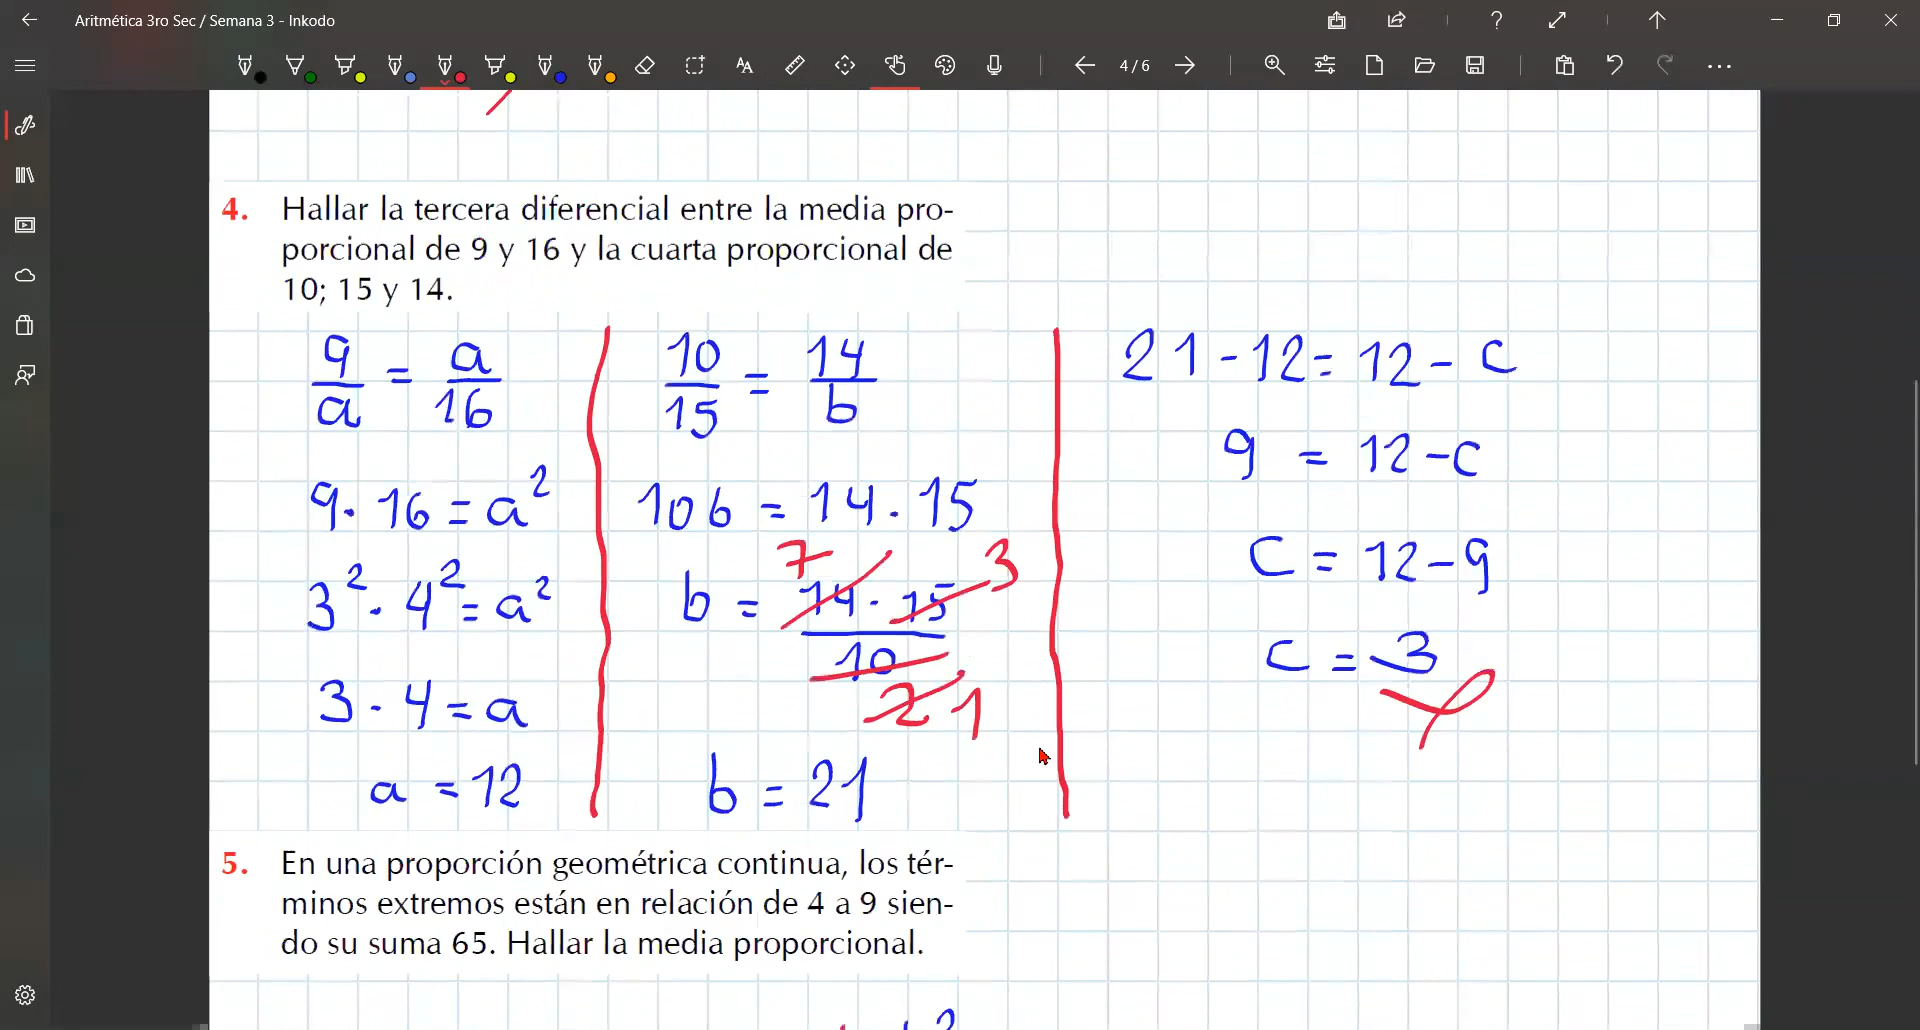 Aritmética 3ro Sec / Semana 3 - Inkodo
4 / 6
4. Hallar la tercera diferencial entre la media pro-
porcional de 9 y 16 y la cuarta proporcional de
10; 15 y 14.
9/a = a/16
9 · 16 = a²
3² · 4² = a²
3 · 4 = a
a = 12
10/15 = 14/b
10b = 14 · 15
7 3
b = 14 · 15 / 10
2 1
b = 21
21 - 12 = 12 - C
9 = 12 - C
C = 12 - 9
C = 3
5. En una proporción geométrica continua, los tér-
minos extremos están en relación de 4 a 9 sien-
do su suma 65. Hallar la media proporcional.